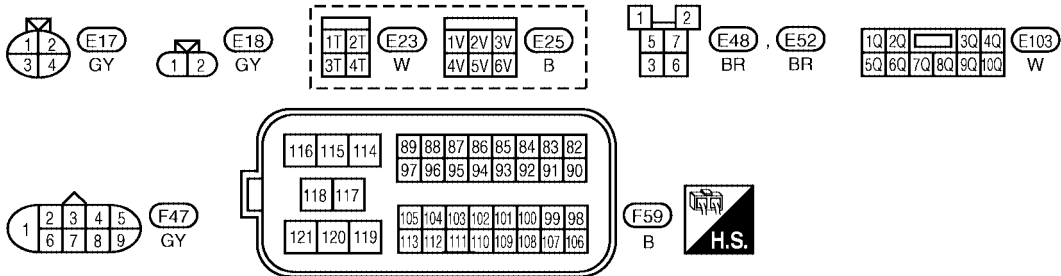 1 2 E17 1 2 E18 1T 2T E23 1V 2V 3V E25 1 2 E48 , E52 1Q 2Q 3Q 4Q E103
3 4 GY GY 3T 4T W 4V 5V 6V B 5 7 BR BR 5Q 6Q 7Q 8Q 9Q 10Q W
3 6
116 115 114 89 88 87 86 85 84 83 82
97 96 95 94 93 92 91 90
118 117
1 2 3 4 5 F47 105 104 103 102 101 100 99 98 F59
6 7 8 9 GY 121 120 119 113 112 111 110 109 108 107 106 B H.S.